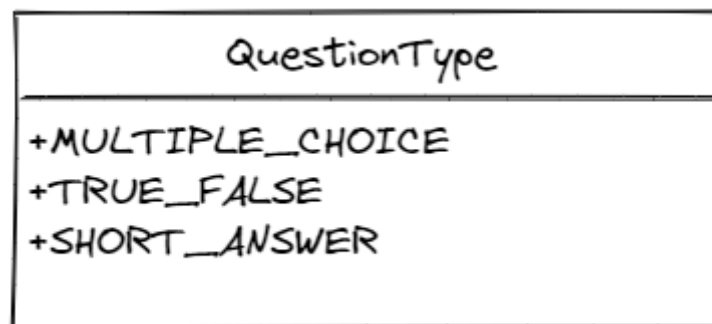 QuestionType
+MULTIPLE_CHOICE
+TRUE_FALSE
+SHORT_ANSWER